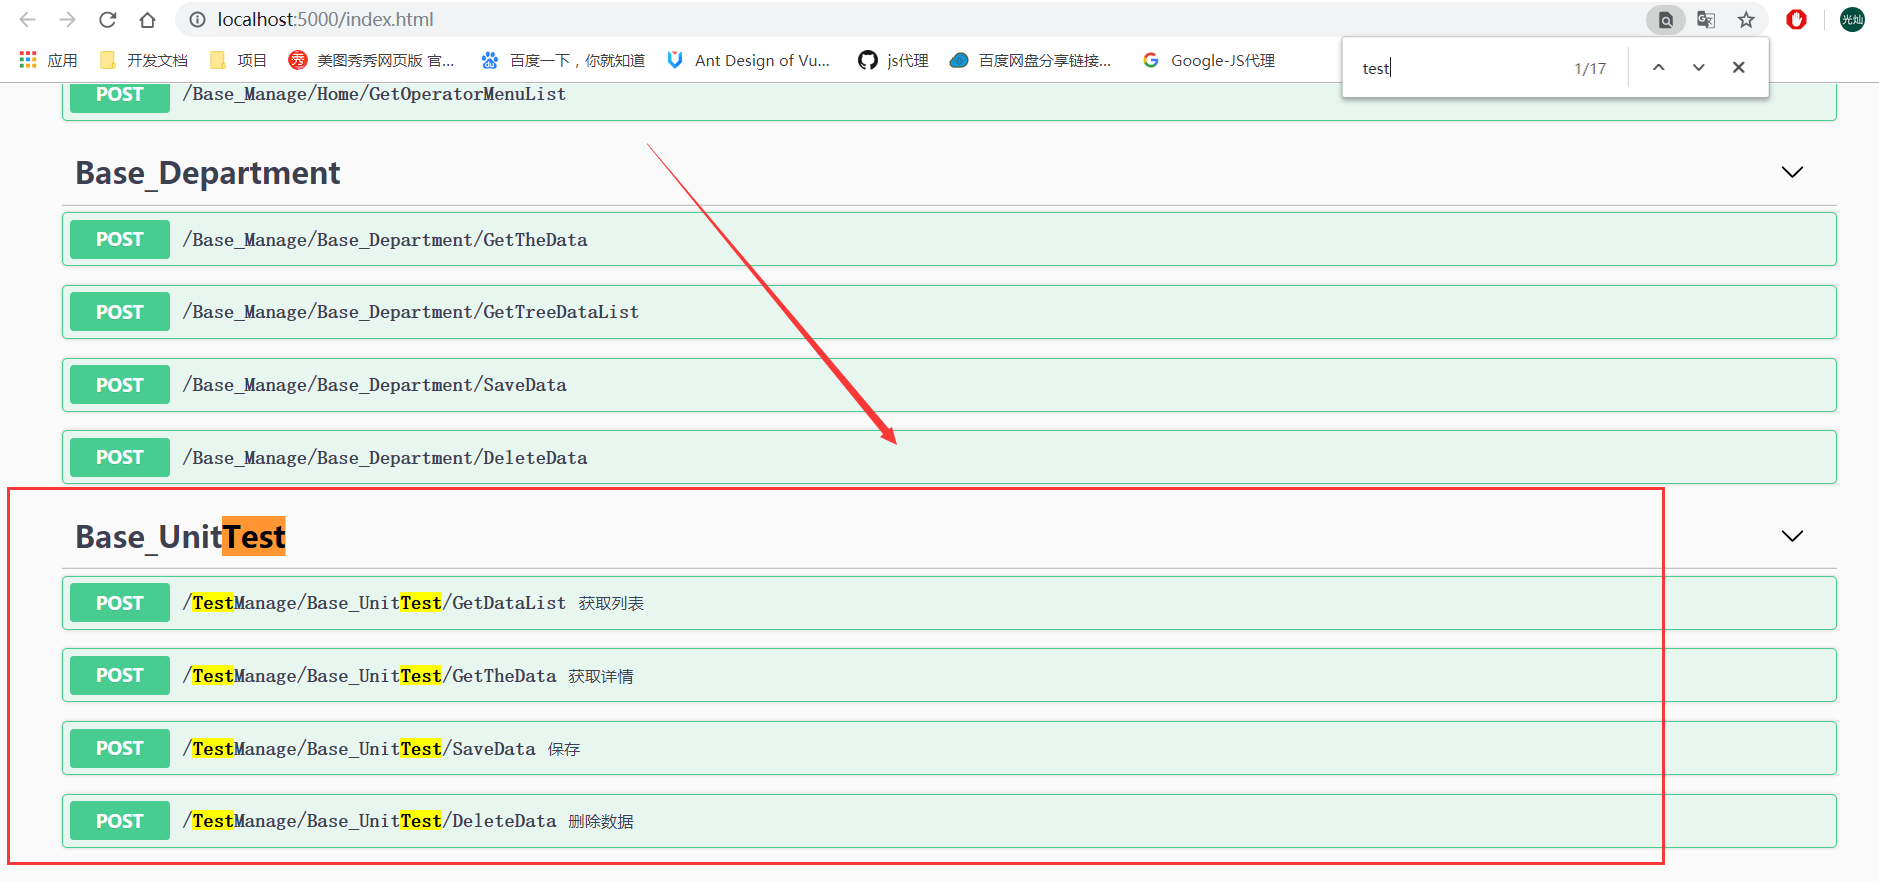 localhost:5000/index.html
光灿
应用 开发文档 项目 秀 美图秀秀网页版 官... 百度一下，你就知道 Ant Design of Vu... js代理 百度网盘分享链接... Google-JS代理
test 1/17
POST /Base_Manage/Home/GetOperatorMenuList
Base_Department
POST /Base_Manage/Base_Department/GetTheData
POST /Base_Manage/Base_Department/GetTreeDataList
POST /Base_Manage/Base_Department/SaveData
POST /Base_Manage/Base_Department/DeleteData
Base_UnitTest
POST /TestManage/Base_UnitTest/GetDataList 获取列表
POST /TestManage/Base_UnitTest/GetTheData 获取详情
POST /TestManage/Base_UnitTest/SaveData 保存
POST /TestManage/Base_UnitTest/DeleteData 删除数据